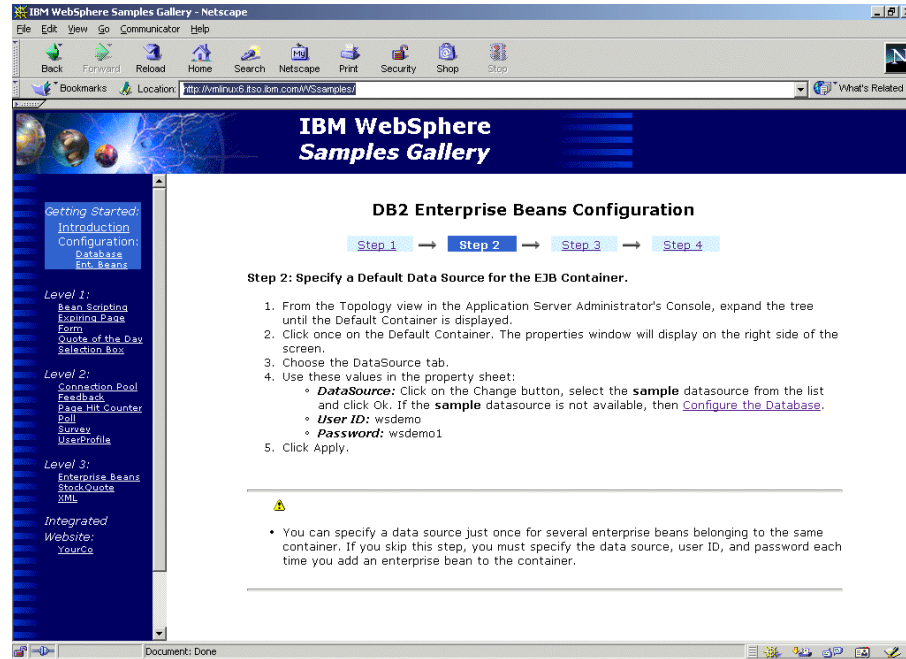 IBM WebSphere Samples Gallery - Netscape
File Edit View Go Communicator Help
Back Forward Reload Home Search Netscape Print Security Shop Stop
Bookmarks Location: http://vmlinux6.itso.ibm.com/WSsamples/ What's Related
IBM WebSphere
Samples Gallery
Getting Started:
Introduction
Configuration:
Database
Ent. Beans
Level 1:
Bean Scripting
Expiring Page
Form
Quote of the Day
Selection Box
Level 2:
Connection Pool
Feedback
Page Hit Counter
Poll
Survey
UserProfile
Level 3:
Enterprise Beans
StockQuote
XML
Integrated
Website:
YourCo
DB2 Enterprise Beans Configuration
Step 1 → Step 2 → Step 3 → Step 4
Step 2: Specify a Default Data Source for the EJB Container.
1. From the Topology view in the Application Server Administrator's Console, expand the tree
until the Default Container is displayed.
2. Click once on the Default Container. The properties window will display on the right side of the
screen.
3. Choose the DataSource tab.
4. Use these values in the property sheet:
° DataSource: Click on the Change button, select the sample datasource from the list
and click Ok. If the sample datasource is not available, then Configure the Database.
° User ID: wsdemo
° Password: wsdemo1
5. Click Apply.
• You can specify a data source just once for several enterprise beans belonging to the same
container. If you skip this step, you must specify the data source, user ID, and password each
time you add an enterprise bean to the container.
Document: Done